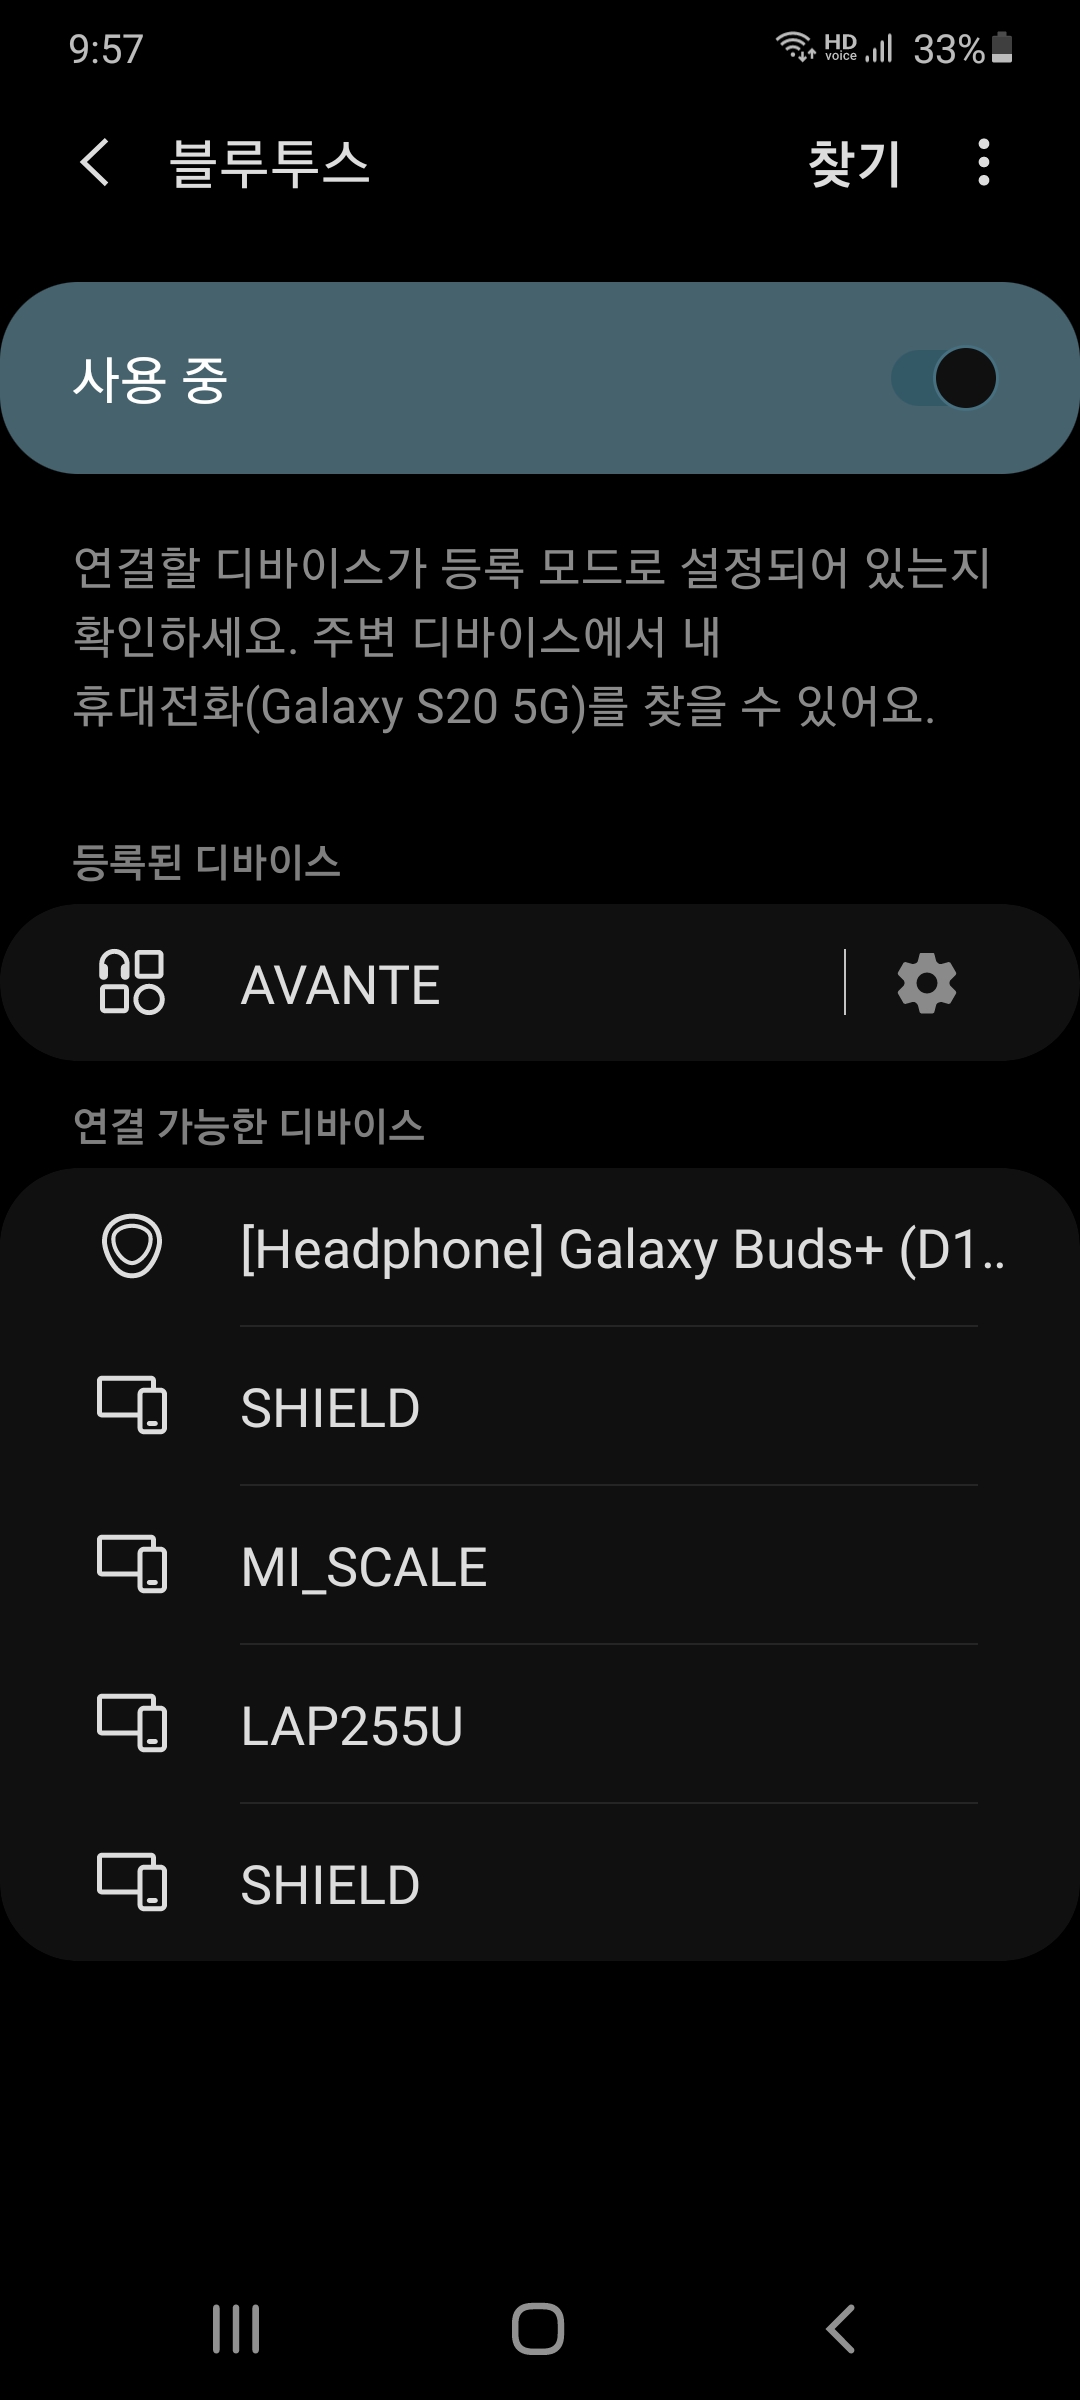 9:57
HD voice 33%
블루투스 찾기
사용 중
연결할 디바이스가 등록 모드로 설정되어 있는지
확인하세요. 주변 디바이스에서 내
휴대전화(Galaxy S20 5G)를 찾을 수 있어요.
등록된 디바이스
AVANTE
연결 가능한 디바이스
[Headphone] Galaxy Buds+ (D1..
SHIELD
MI_SCALE
LAP255U
SHIELD